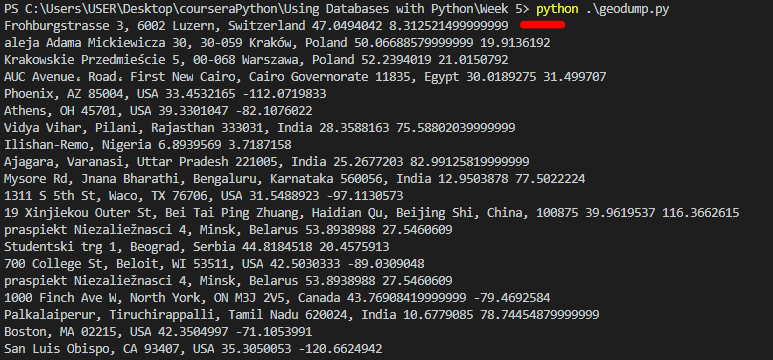 PS C:\Users\USER\Desktop\courseraPython\Using Databases with Python\Week 5> python .\geodump.py
Frohburgstrasse 3, 6002 Luzern, Switzerland 47.0494042 8.312521499999999
aleja Adama Mickiewicza 30, 30-059 Kraków, Poland 50.06688579999999 19.9136192
Krakowskie Przedmieście 5, 00-068 Warszawa, Poland 52.2394019 21.0150792
AUC Avenue، Road، First New Cairo, Cairo Governorate 11835, Egypt 30.0189275 31.499707
Phoenix, AZ 85004, USA 33.4532165 -112.0719833
Athens, OH 45701, USA 39.3301047 -82.1076022
Vidya Vihar, Pilani, Rajasthan 333031, India 28.3588163 75.58802039999999
Ilishan-Remo, Nigeria 6.8939569 3.7187158
Ajagara, Varanasi, Uttar Pradesh 221005, India 25.2677203 82.99125819999999
Mysore Rd, Jnana Bharathi, Bengaluru, Karnataka 560056, India 12.9503878 77.5022224
1311 S 5th St, Waco, TX 76706, USA 31.5488923 -97.1130573
19 Xinjiekou Outer St, Bei Tai Ping Zhuang, Haidian Qu, Beijing Shi, China, 100875 39.9619537 116.3662615
praspiekt Niezaliežnasci 4, Minsk, Belarus 53.8938988 27.5460609
Studentski trg 1, Beograd, Serbia 44.8184518 20.4575913
700 College St, Beloit, WI 53511, USA 42.5030333 -89.0309048
praspiekt Niezaliežnasci 4, Minsk, Belarus 53.8938988 27.5460609
1000 Finch Ave W, North York, ON M3J 2V5, Canada 43.76908419999999 -79.4692584
Palkalaiperur, Tiruchirappalli, Tamil Nadu 620024, India 10.6779085 78.74454879999999
Boston, MA 02215, USA 42.3504997 -71.1053991
San Luis Obispo, CA 93407, USA 35.3050053 -120.6624942